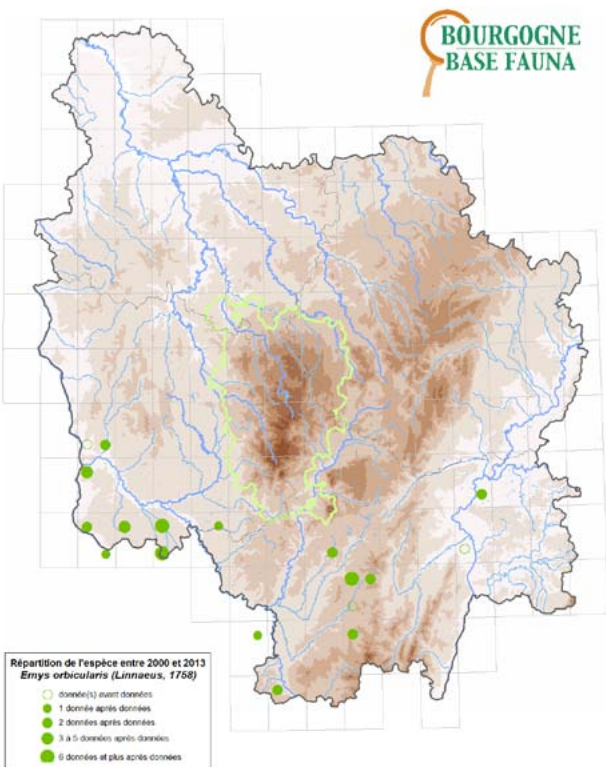 BOURGOGNE
BASE FAUNA
Répartition de l'espèce entre 2000 et 2013
Emys orbicularis (Linnaeus, 1758)
donnée(s) avant données
1 donnée après données
2 données après données
3 à 5 données après données
6 données et plus après données